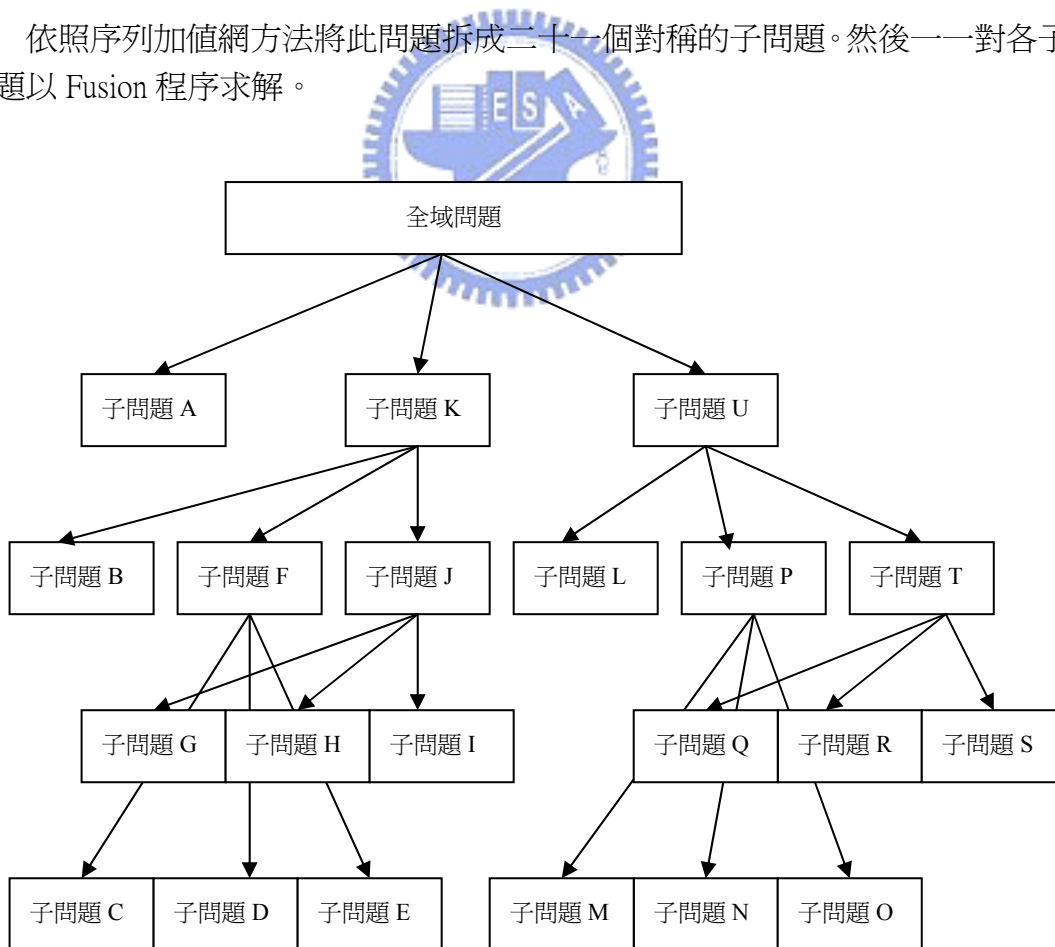 依照序列加值網方法將此問題拆成二十一個對稱的子問題。然後一一對各子
題以 Fusion 程序求解。
E S A
全域問題
子問題 A
子問題 K
子問題 U
子問題 B
子問題 F
子問題 J
子問題 L
子問題 P
子問題 T
子問題 G
子問題 H
子問題 I
子問題 Q
子問題 R
子問題 S
子問題 C
子問題 D
子問題 E
子問題 M
子問題 N
子問題 O